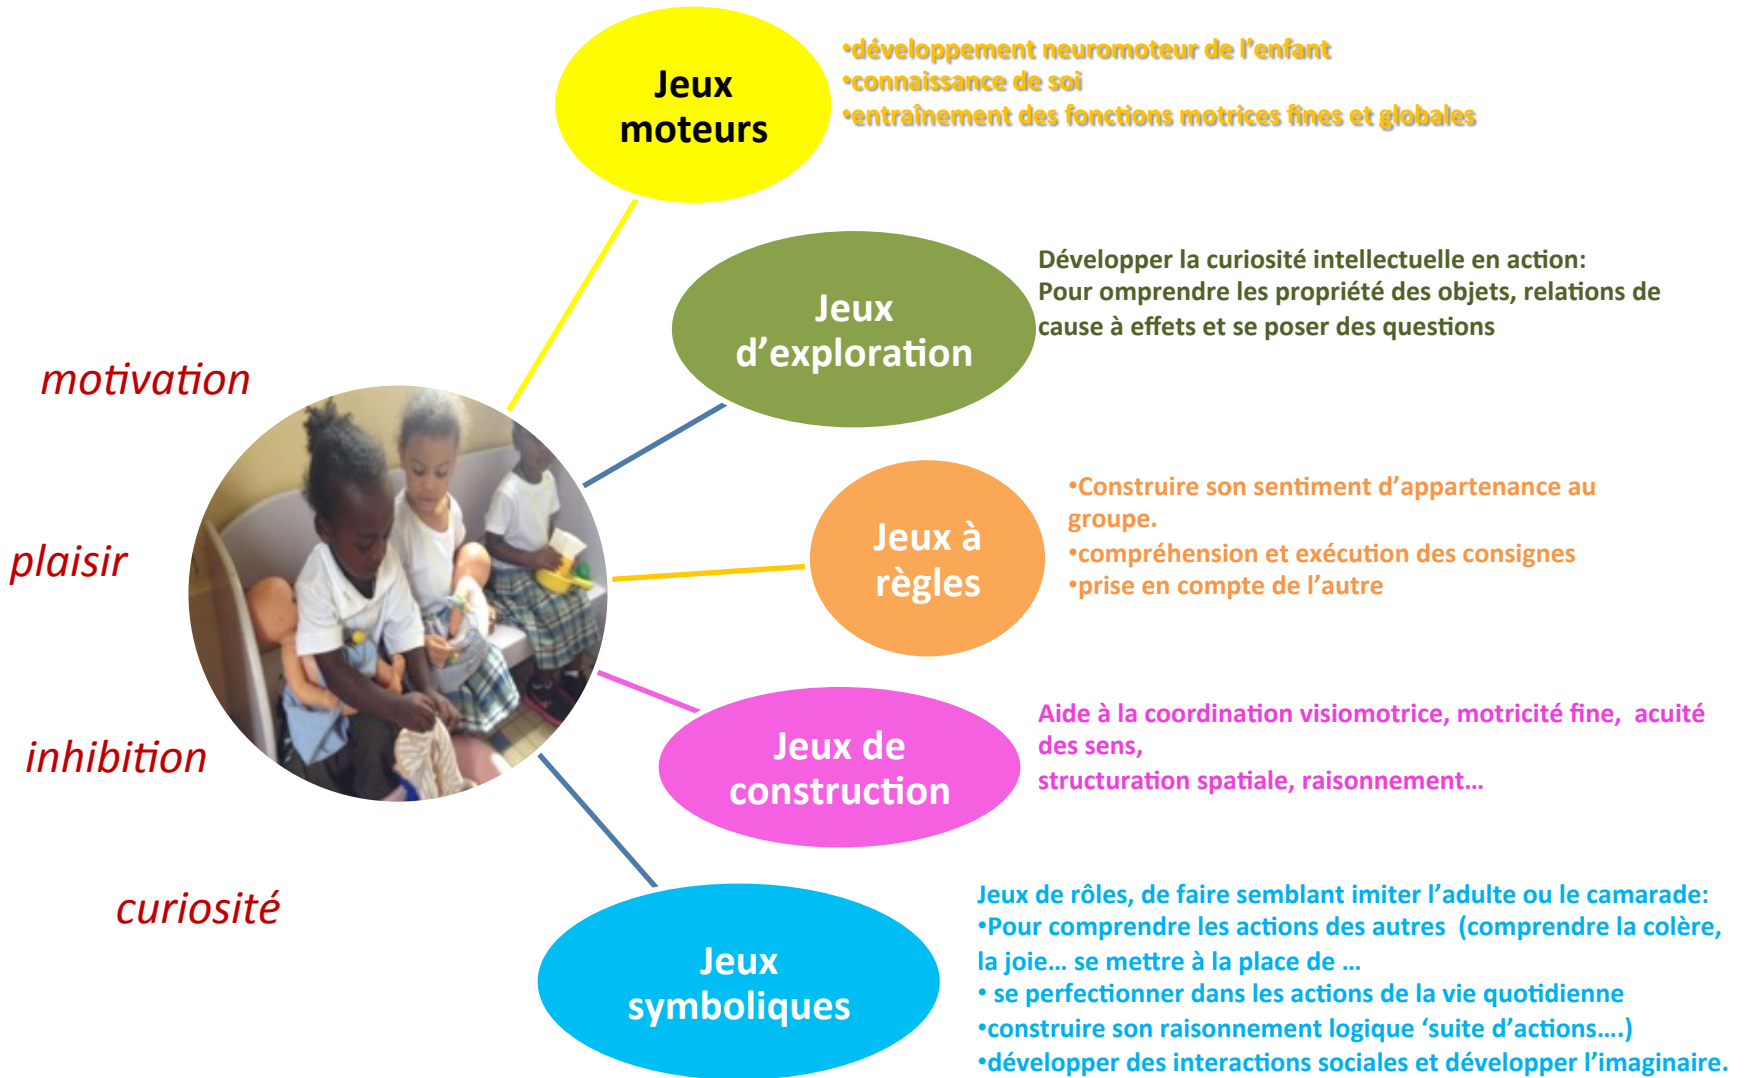 Jeux
moteurs
•développement neuromoteur de l’enfant
•connaissance de soi
•entraînement des fonctions motrices fines et globales
Jeux
d’exploration
Développer la curiosité intellectuelle en action:
Pour omprendre les propriété des objets, relations de
cause à effets et se poser des questions
motivation
plaisir
inhibition
curiosité
Jeux à
règles
•Construire son sentiment d’appartenance au
groupe.
•compréhension et exécution des consignes
•prise en compte de l’autre
Jeux de
construction
Aide à la coordination visiomotrice, motricité fine,  acuité
des sens,
structuration spatiale, raisonnement…
Jeux
symboliques
Jeux de rôles, de faire semblant imiter l’adulte ou le camarade:
•Pour comprendre les actions des autres  (comprendre la colère,
la joie… se mettre à la place de …
• se perfectionner dans les actions de la vie quotidienne
•construire son raisonnement logique ‘suite d’actions….)
•développer des interactions sociales et développer l’imaginaire.